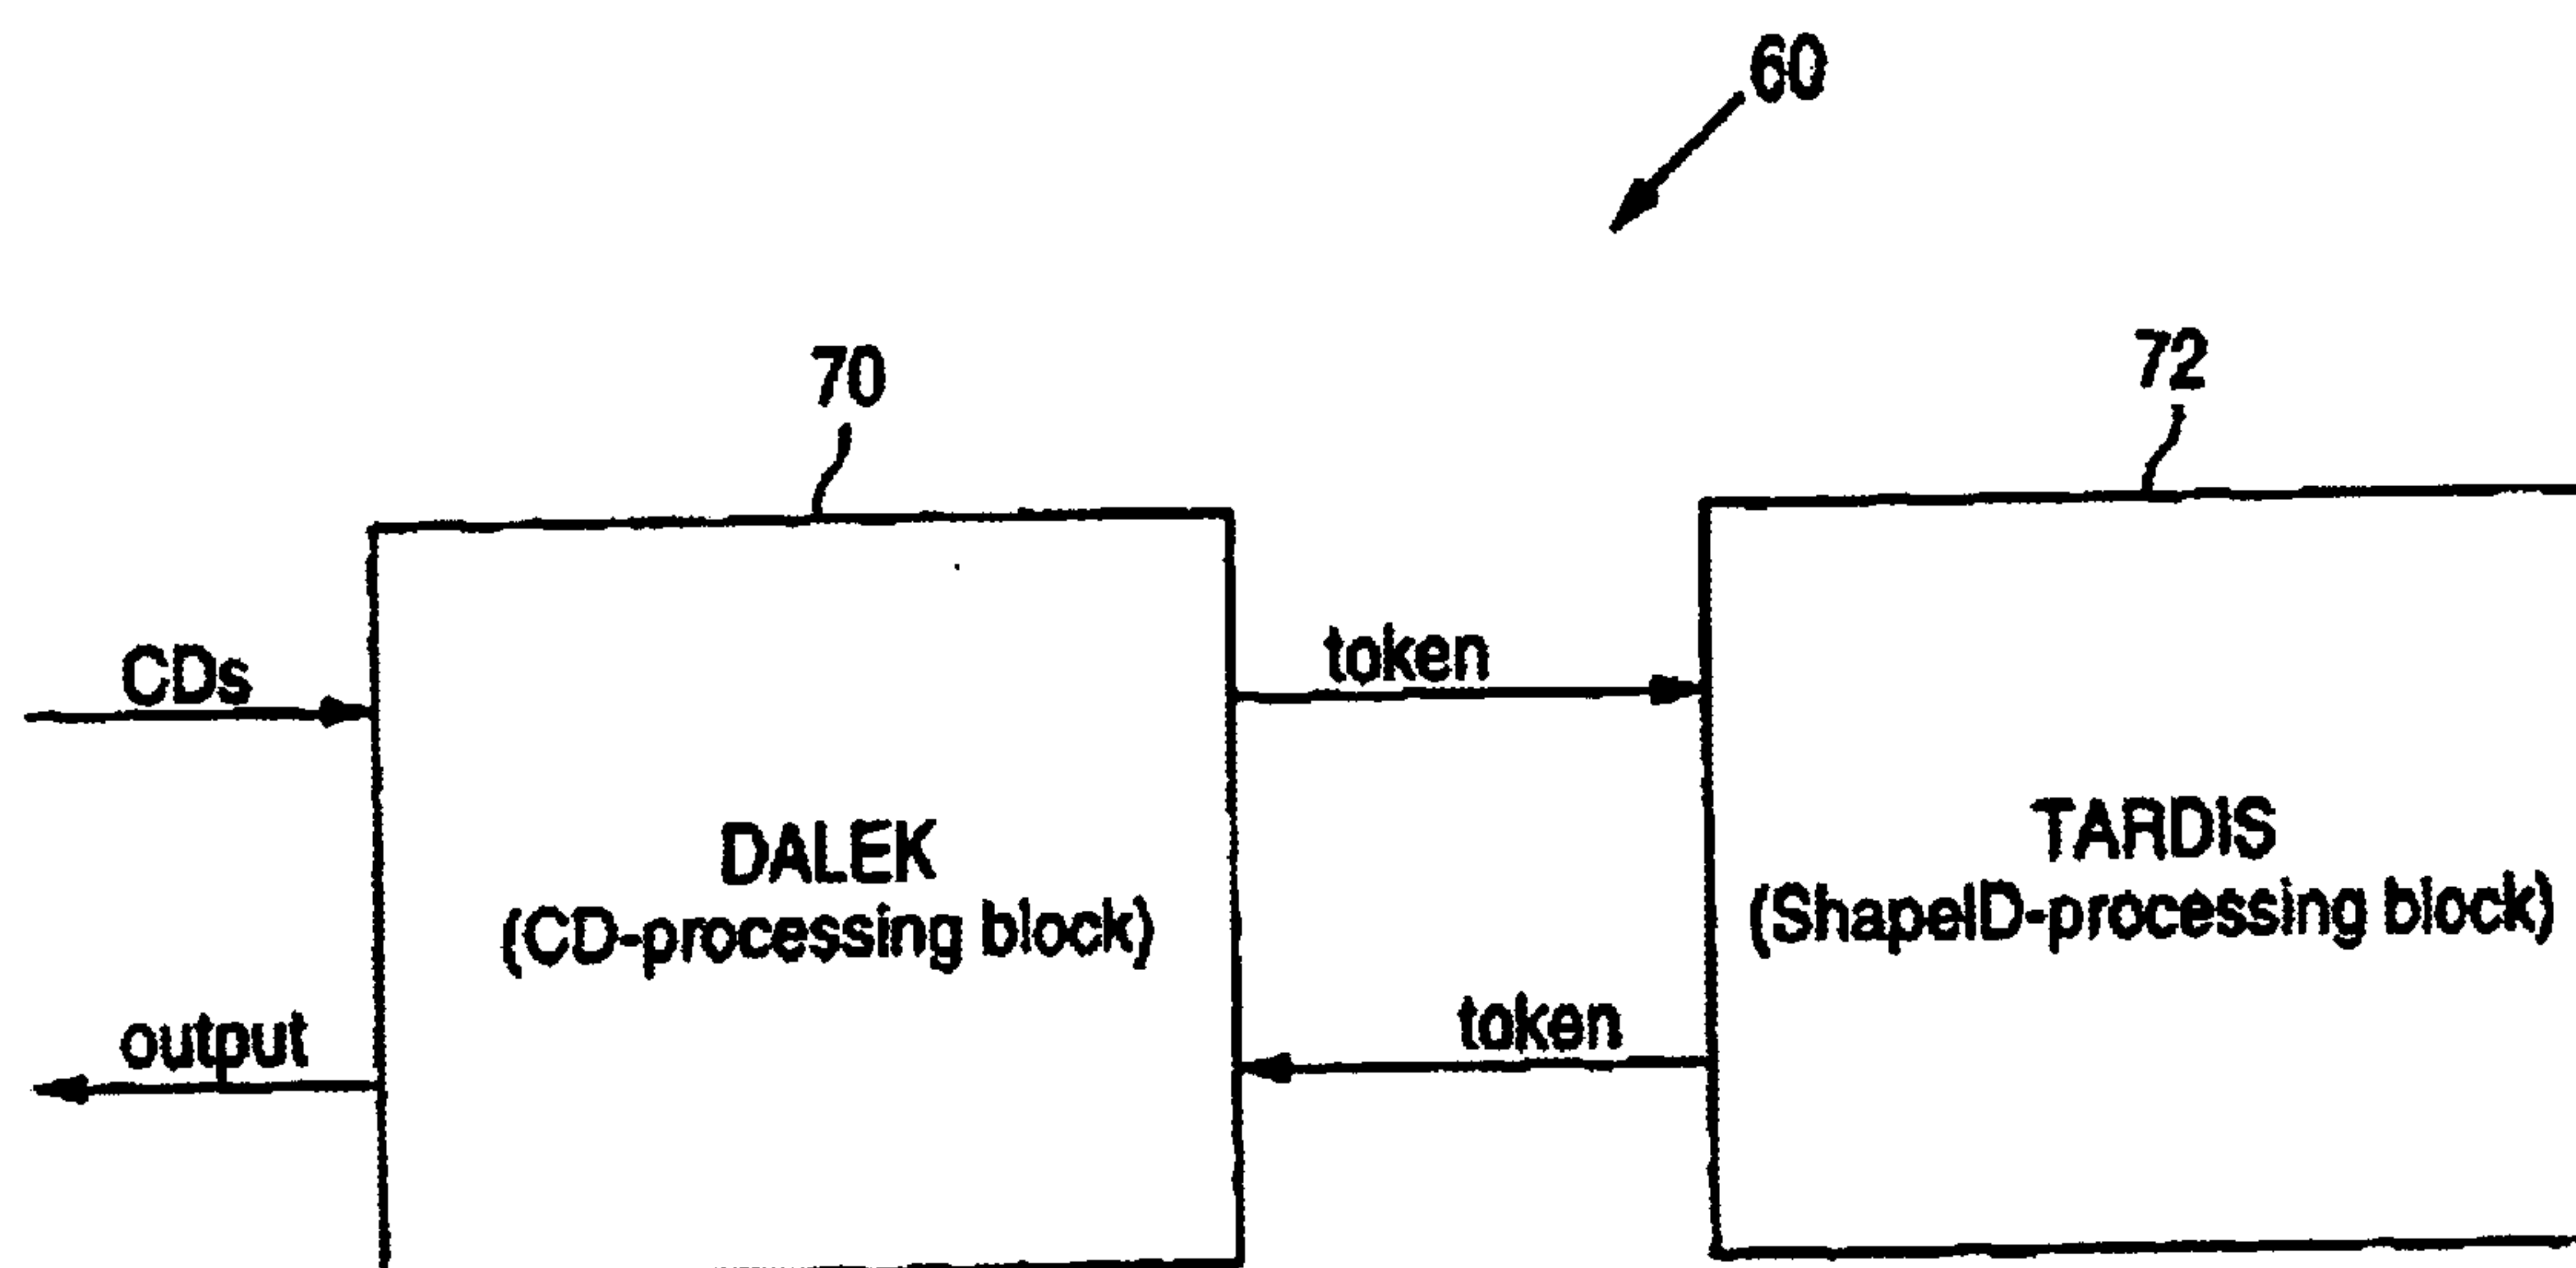 60
70
72
CDs
token
DALEK
(CD-processing block)
TARDIS
(ShapeID-processing block)
output
token